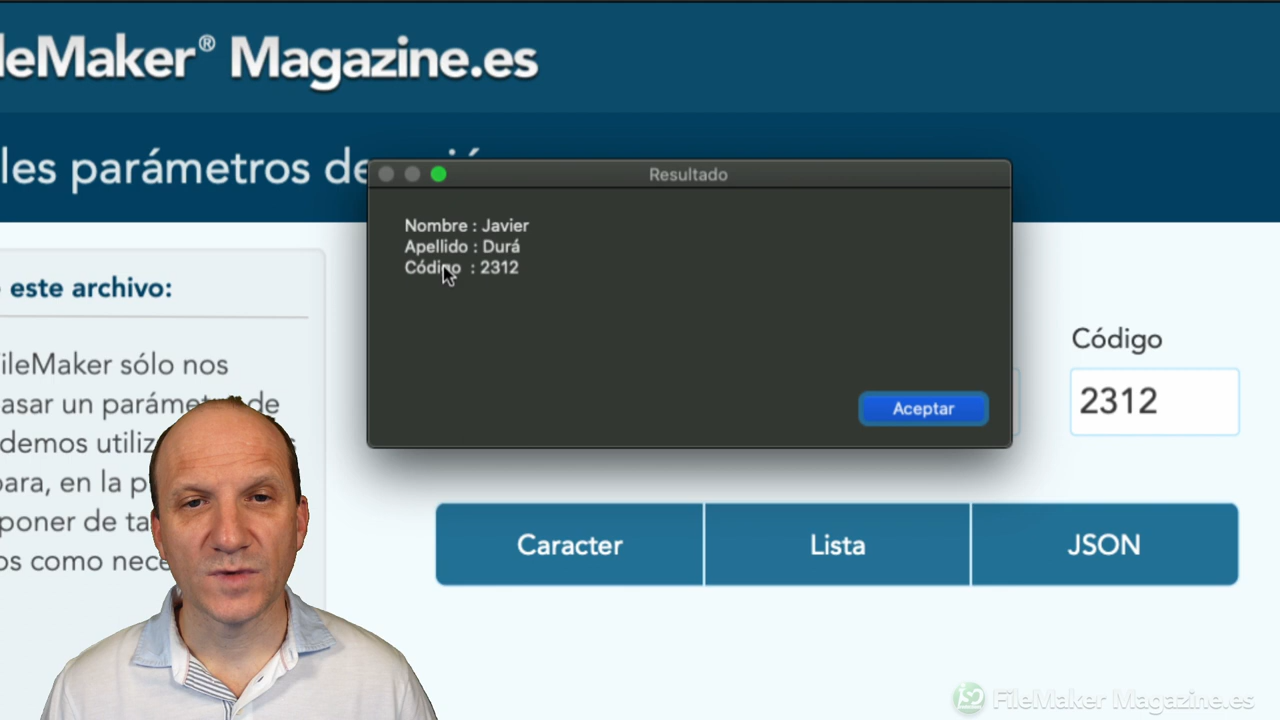 leMaker® Magazine.es
les parámetros de
Resultado
Nombre : Javier
Apellido : Durá
Código : 2312
Aceptar
este archivo:
ileMaker sólo nos
asar un parámetro de
demos utiliz
para, en la p
poner de ta
os como nece
Código
2312
Caracter
Lista
JSON
FileMaker Magazine.es